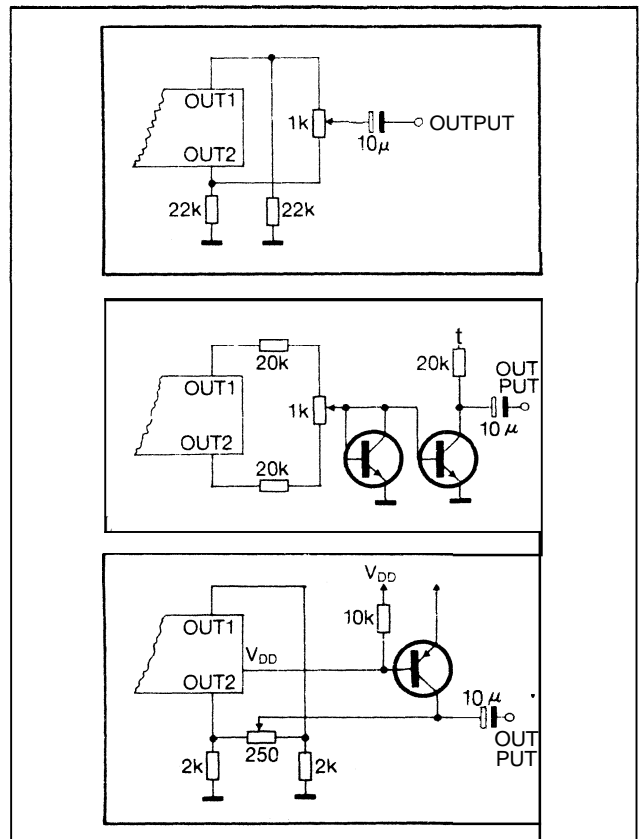 OUT1
1k
OUTPUT
OUT2
10μ
22k
22k
t
20k
20k
OUT
PUT
OUT1
1k
10 μ
OUT2
20k
VDD
10k
OUT1
VDD
OUT2
10 μ
OUT
PUT
250
2k
2k